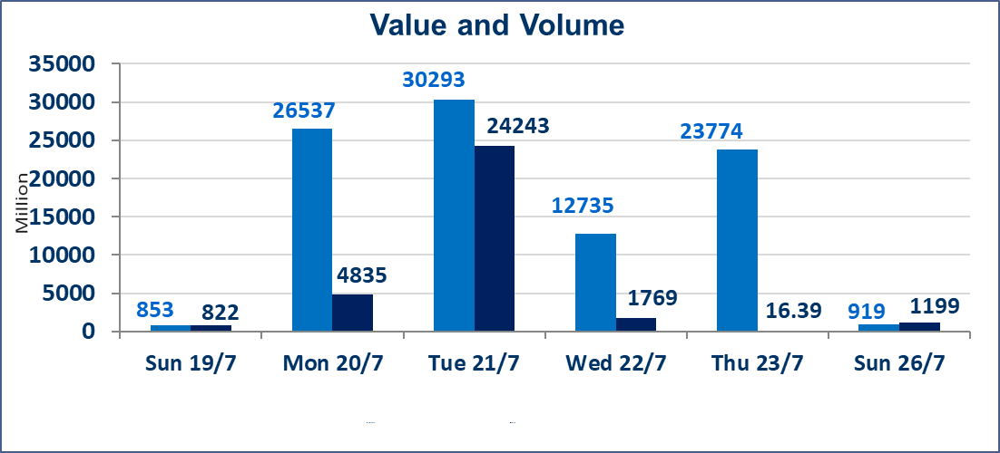 Value and Volume
35000
30000
25000
20000
15000
10000
5000
0
Million
853
822
26537
4835
30293
24243
12735
1769
23774
16.39
919
1199
Sun 19/7
Mon 20/7
Tue 21/7
Wed 22/7
Thu 23/7
Sun 26/7